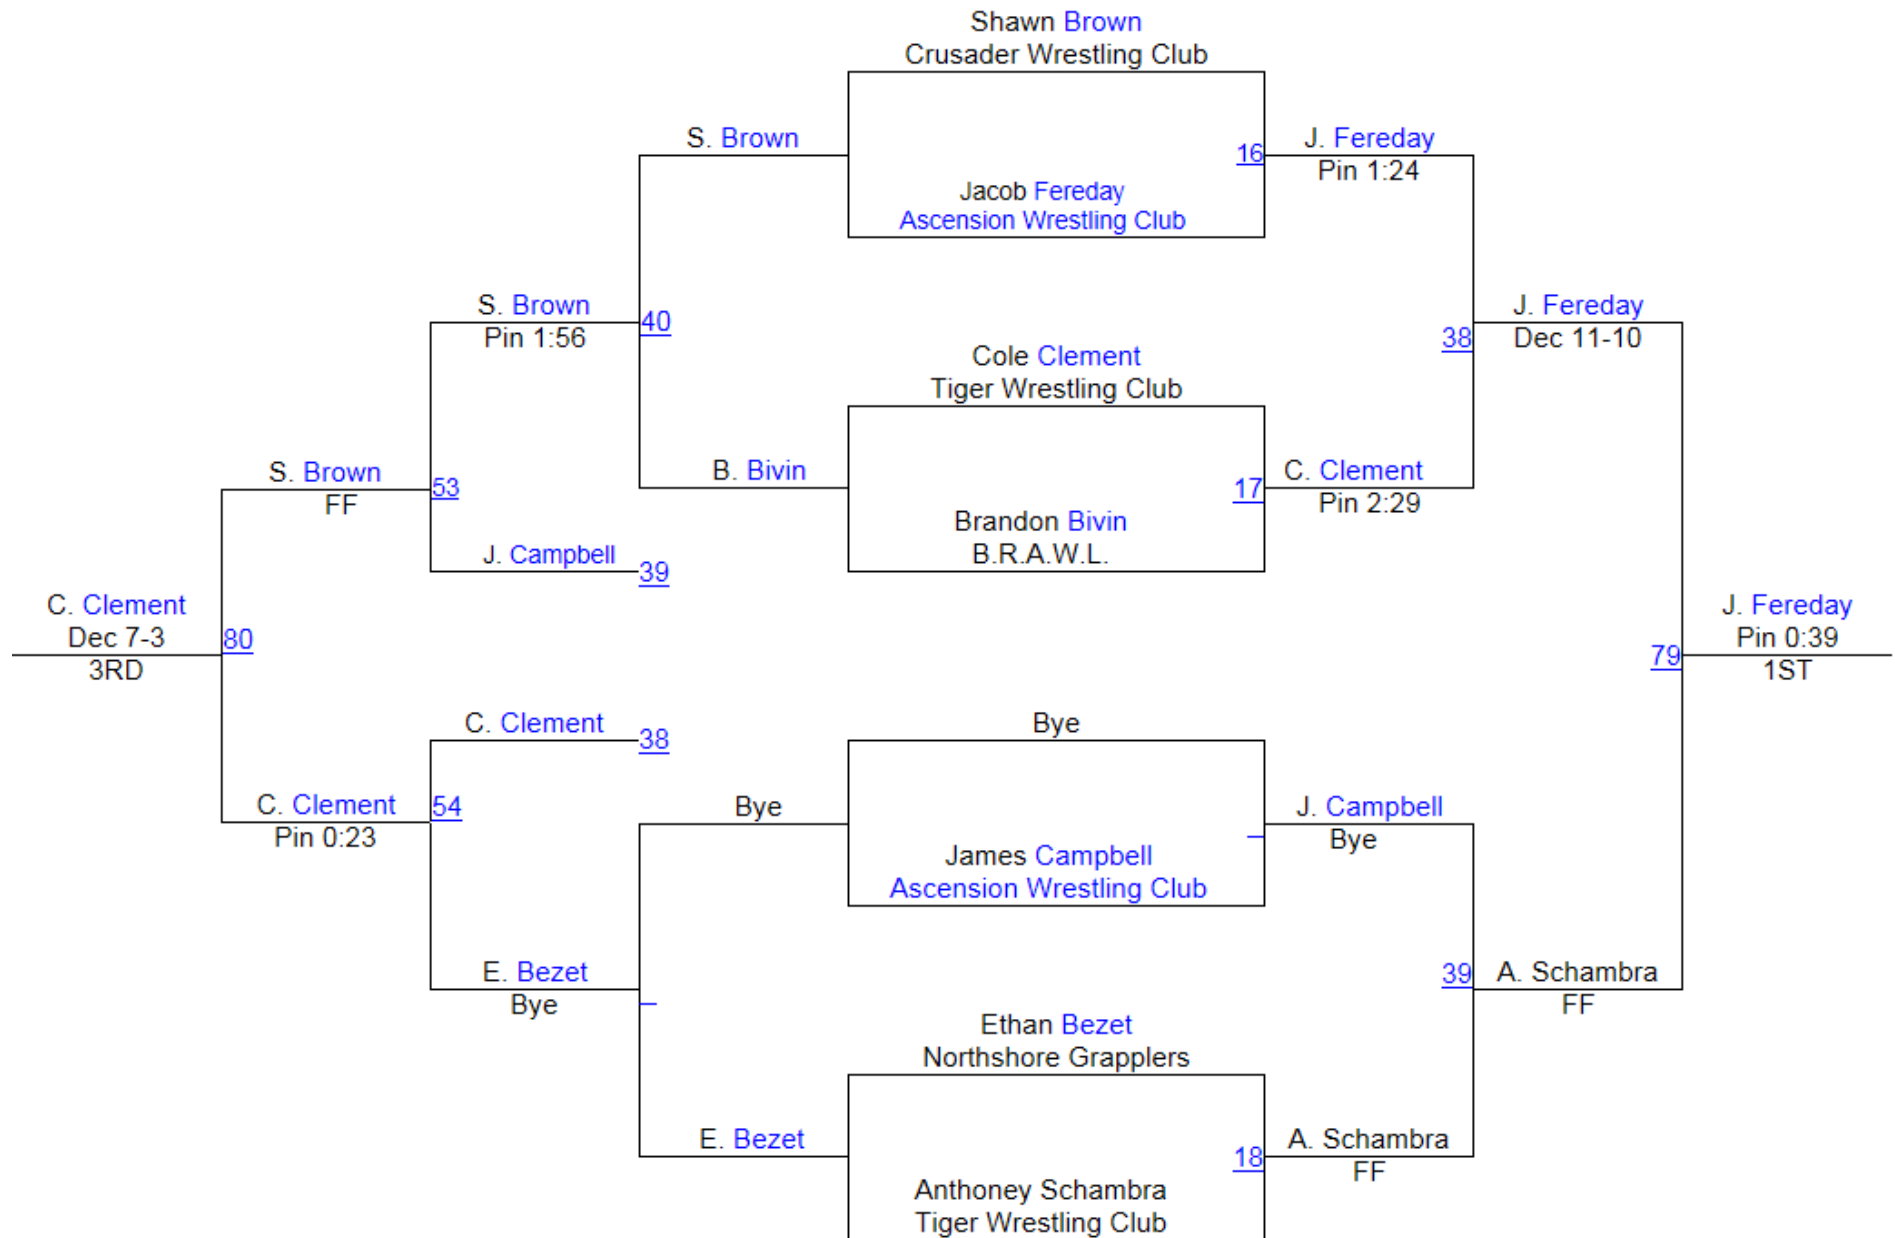 Shawn Brown
Crusader Wrestling Club
S. Brown
16
J. Fereday
Pin 1:24
Jacob Fereday
Ascension Wrestling Club
S. Brown
Pin 1:56
40
J. Fereday
Dec 11-10
38
Cole Clement
Tiger Wrestling Club
S. Brown
FF
53
B. Bivin
17
C. Clement
Pin 2:29
Brandon Bivin
B.R.A.W.L.
J. Campbell
39
C. Clement
Dec 7-3
3RD
80
J. Fereday
Pin 0:39
1ST
79
C. Clement
38
Bye
C. Clement
Pin 0:23
54
Bye
J. Campbell
Bye
James Campbell
Ascension Wrestling Club
E. Bezet
Bye
39
A. Schambra
FF
Ethan Bezet
Northshore Grapplers
E. Bezet
18
A. Schambra
FF
Anthoney Schambra
Tiger Wrestling Club